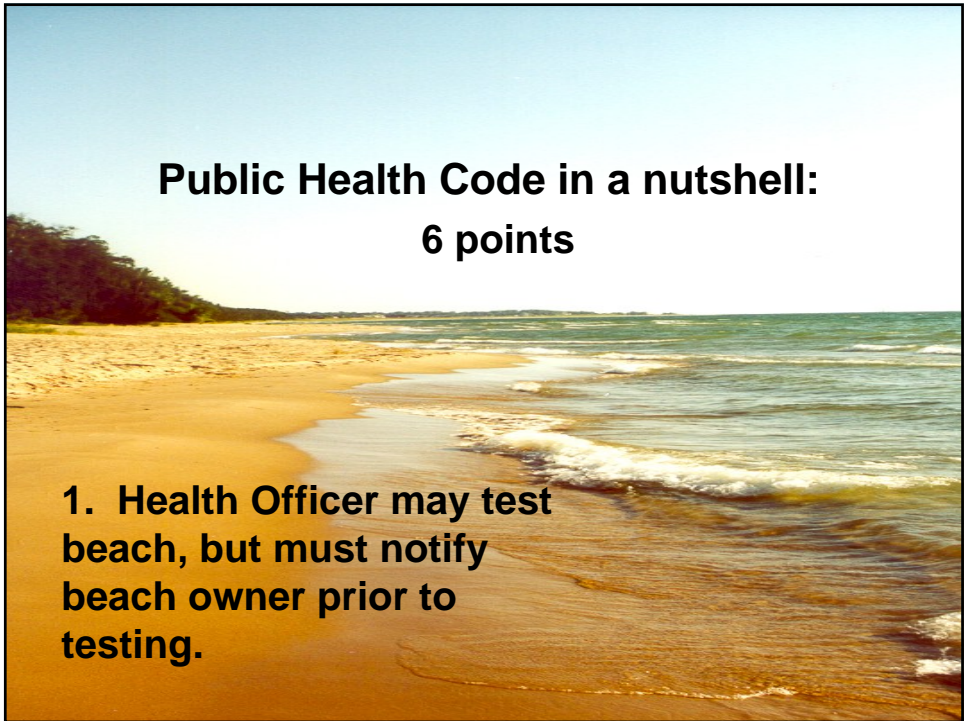 Public Health Code in a nutshell:
6 points
1. Health Officer may test
beach, but must notify
beach owner prior to
testing.